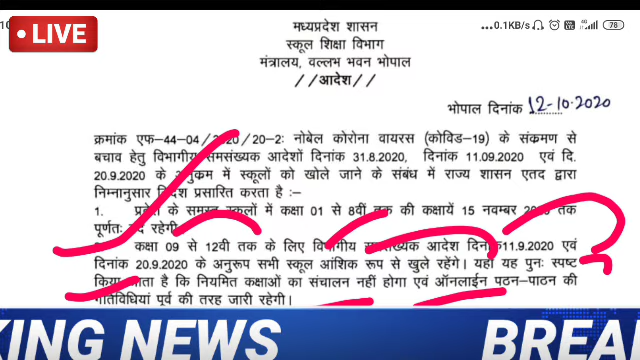 10
...0.1KB/s 4G 78
LIVE
मध्यप्रदेश शासन
स्कूल शिक्षा विभाग
मंत्रालय, वल्लभ भवन भोपाल
//आदेश//
भोपाल दिनांक 12-10-2020
क्रमांक एफ-44-04/2020/20-2: नोबेल कोरोना वायरस (कोविड-19) के संक्रमण से
बचाव हेतु विभागीय समसंख्यक आदेशों दिनांक 31.8.2020, दिनांक 11.09.2020 एवं दि.
20.9.2020 के अनुक्रम में स्कूलों को खोले जाने के संबंध में राज्य शासन एतद द्वारा
निम्नानुसार निर्देश प्रसारित करता है :-
1. प्रदेश के समस्त स्कूलों में कक्षा 01 से 8वीं तक की कक्षायें 15 नवम्बर 2020 तक
पूर्णतः बंद रहेगी
कक्षा 09 से 12वी तक के लिए विभागीय समसंख्यक आदेश दिनांक 11.9.2020 एवं
दिनांक 20.9.2020 के अनुरूप सभी स्कूल आंशिक रूप से खुले रहेंगे। यहाँ यह पुनः स्पष्ट
किया जाता है कि नियमित कक्षाओं का संचालन नहीं होगा एवं ऑनलाईन पठन-पाठन की
गतिविधियां पूर्व की तरह जारी रहेगी।
KING NEWS BREA